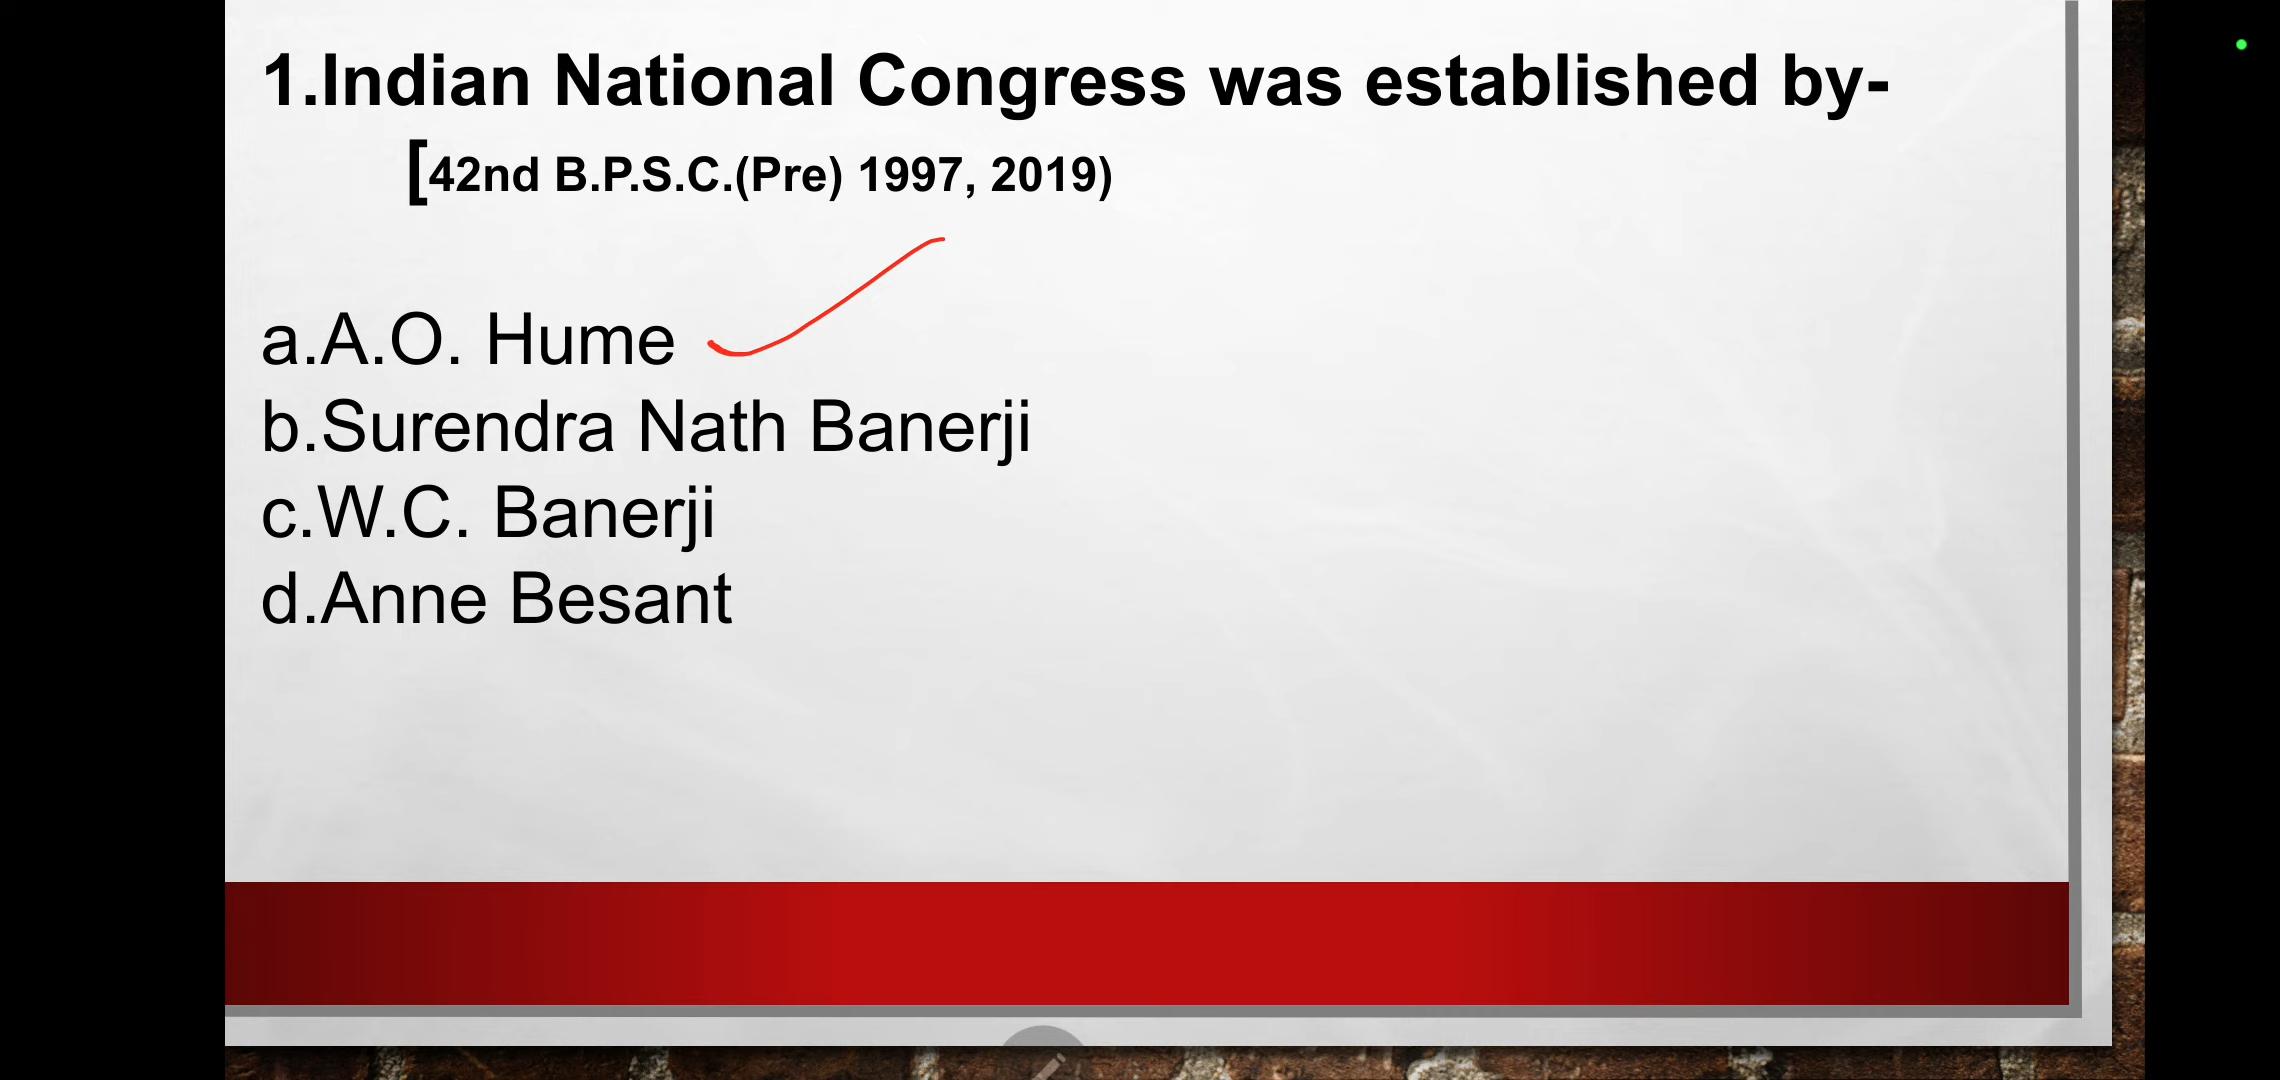 1.Indian National Congress was established by-
[42nd B.P.S.C.(Pre) 1997, 2019)
a.A.O. Hume
b.Surendra Nath Banerji
c.W.C. Banerji
d.Anne Besant